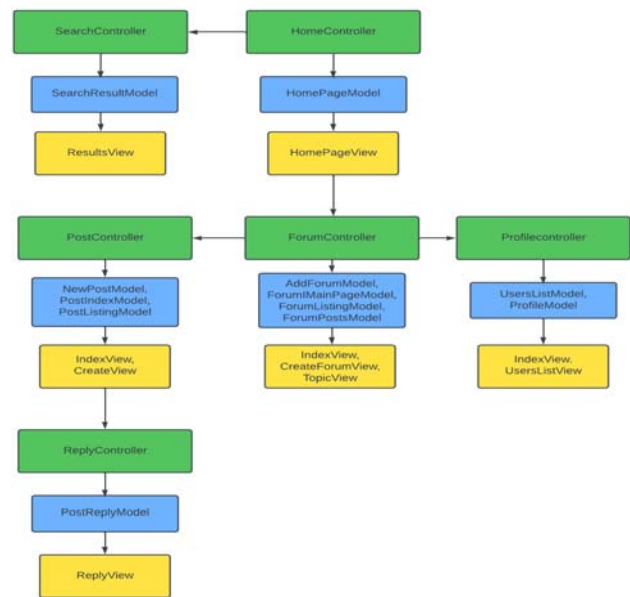 SearchController
HomeController
SearchResultModel
HomePageModel
ResultsView
HomePageView
PostController
ForumController
Profilecontroller
NewPostModel,
PostIndexModel,
PostListingModel
AddForumModel,
ForumIMainPageModel,
ForumListingModel,
ForumPostsModel
UsersListModel,
ProfileModel
IndexView,
CreateView
IndexView,
CreateForumView,
TopicView
IndexView.
UsersListView
ReplyController
PostReplyModel
ReplyView